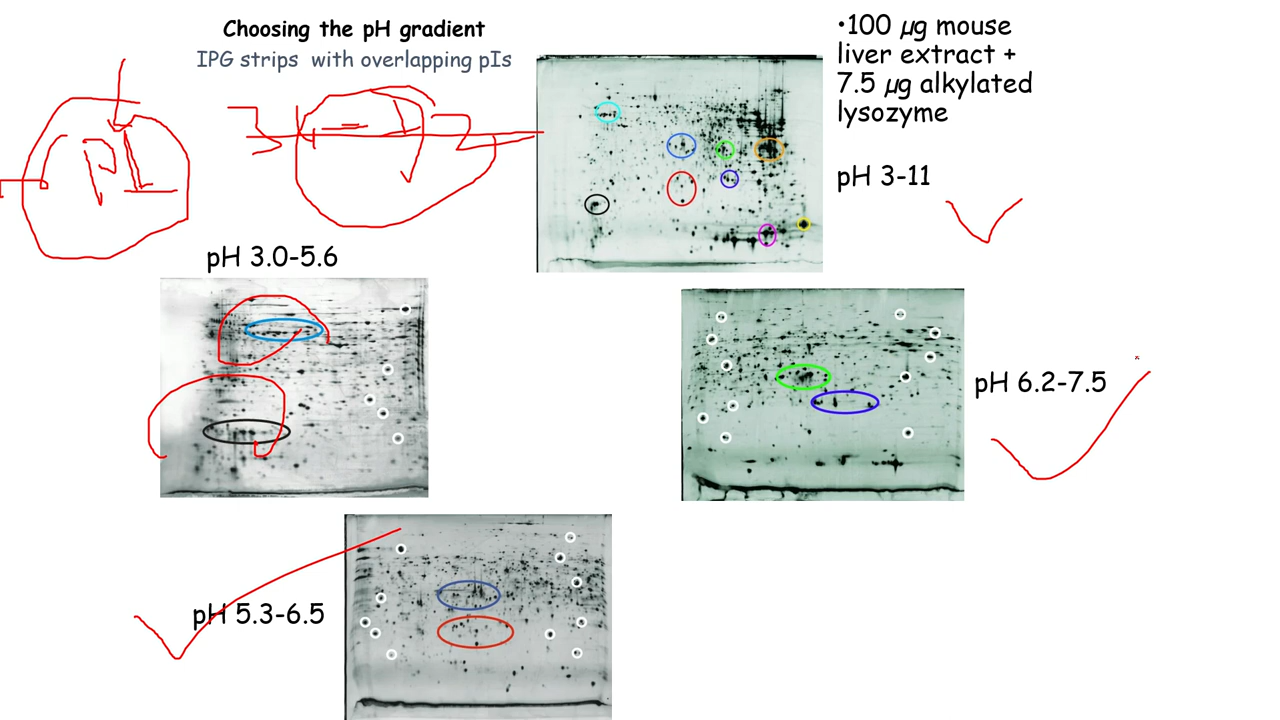 Choosing the pH gradient
IPG strips with overlapping pIs
•100 µg mouse
liver extract +
7.5 µg alkylated
lysozyme
pH 3-11
pH 3.0-5.6
pH 6.2-7.5
pH 5.3-6.5
PI